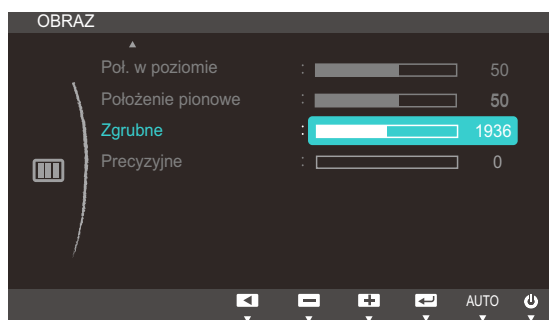 OBRAZ
Poł. w poziomie : 50
Położenie pionowe : 50
Zgrubne : 1936
Precyzyjne : 0
AUTO